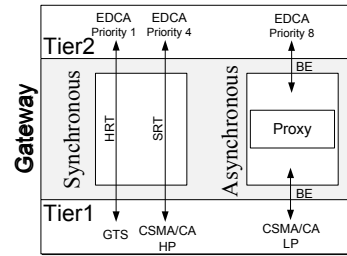 EDCA
Priority 1
EDCA
Priority 4
EDCA
Priority 8
Tier2
Gateway
Synchronous
HRT
SRT
Asynchronous
BE
Proxy
BE
Tier1
GTS
CSMA/CA
HP
CSMA/CA
LP